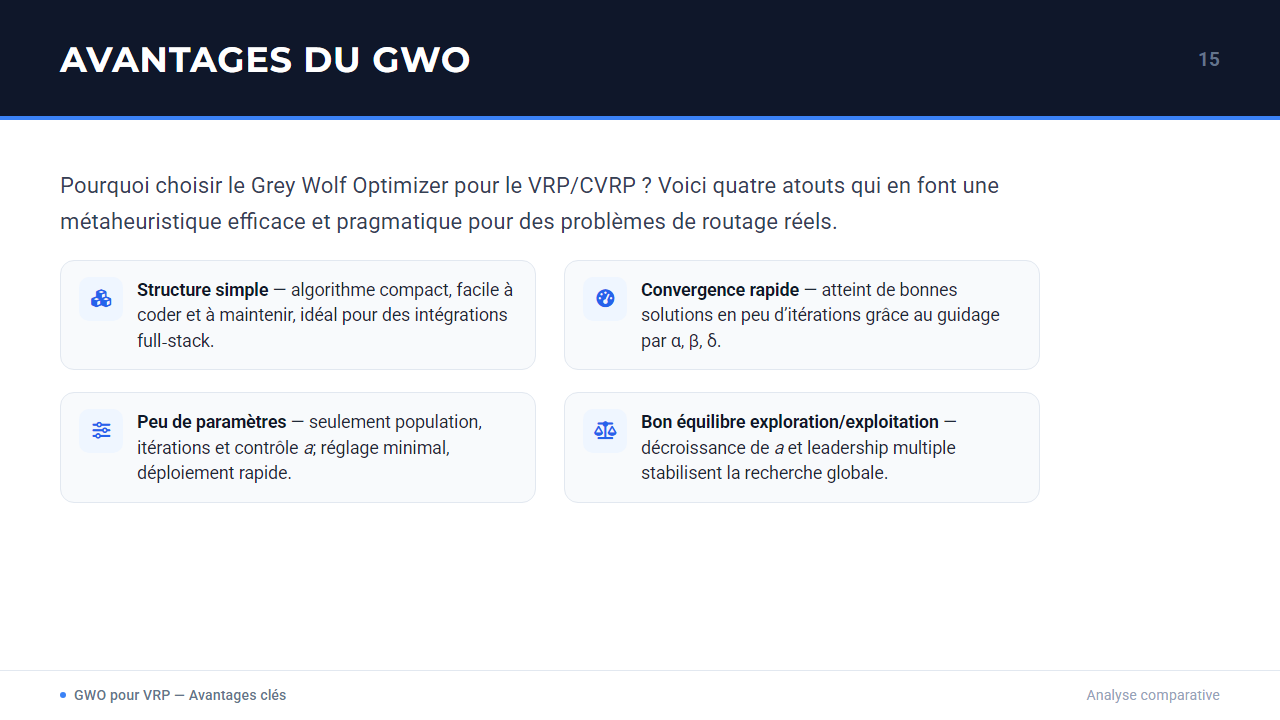 AVANTAGES DU GWO
15
Pourquoi choisir le Grey Wolf Optimizer pour le VRP/CVRP ? Voici quatre atouts qui en font une
métaheuristique efficace et pragmatique pour des problèmes de routage réels.
Structure simple — algorithme compact, facile à
coder et à maintenir, idéal pour des intégrations
full-stack.
Convergence rapide — atteint de bonnes
solutions en peu d’itérations grâce au guidage
par α, β, δ.
Peu de paramètres — seulement population,
itérations et contrôle a; réglage minimal,
déploiement rapide.
Bon équilibre exploration/exploitation —
décroissance de a et leadership multiple
stabilisent la recherche globale.
GWO pour VRP — Avantages clés
Analyse comparative